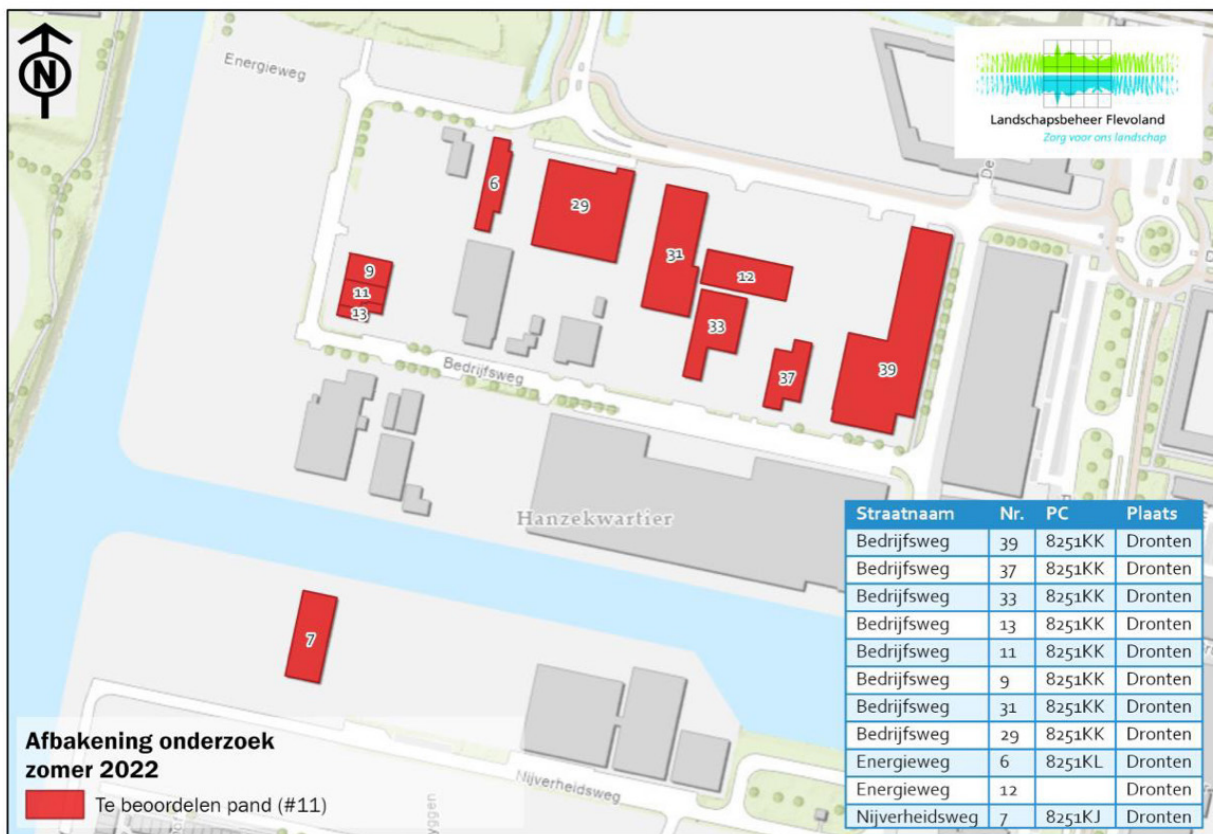 N
Energieweg
Landschapsbeheer Flevoland
Zorg voor ons landschap
De
6
29
31
12
9
11
13
33
37
39
Bedrijfsweg
Hanzekwartier
7
Nijverheidsweg
Straatnaam Nr. PC Plaats
Bedrijfsweg 39 8251KK Dronten
Bedrijfsweg 37 8251KK Dronten
Bedrijfsweg 33 8251KK Dronten
Bedrijfsweg 13 8251KK Dronten
Bedrijfsweg 11 8251KK Dronten
Bedrijfsweg 9 8251KK Dronten
Bedrijfsweg 31 8251KK Dronten
Bedrijfsweg 29 8251KK Dronten
Energieweg 6 8251KL Dronten
Energieweg 12 Dronten
Nijverheidsweg 7 8251KJ Dronten
Afbakening onderzoek
zomer 2022
Te beoordelen pand (#11)